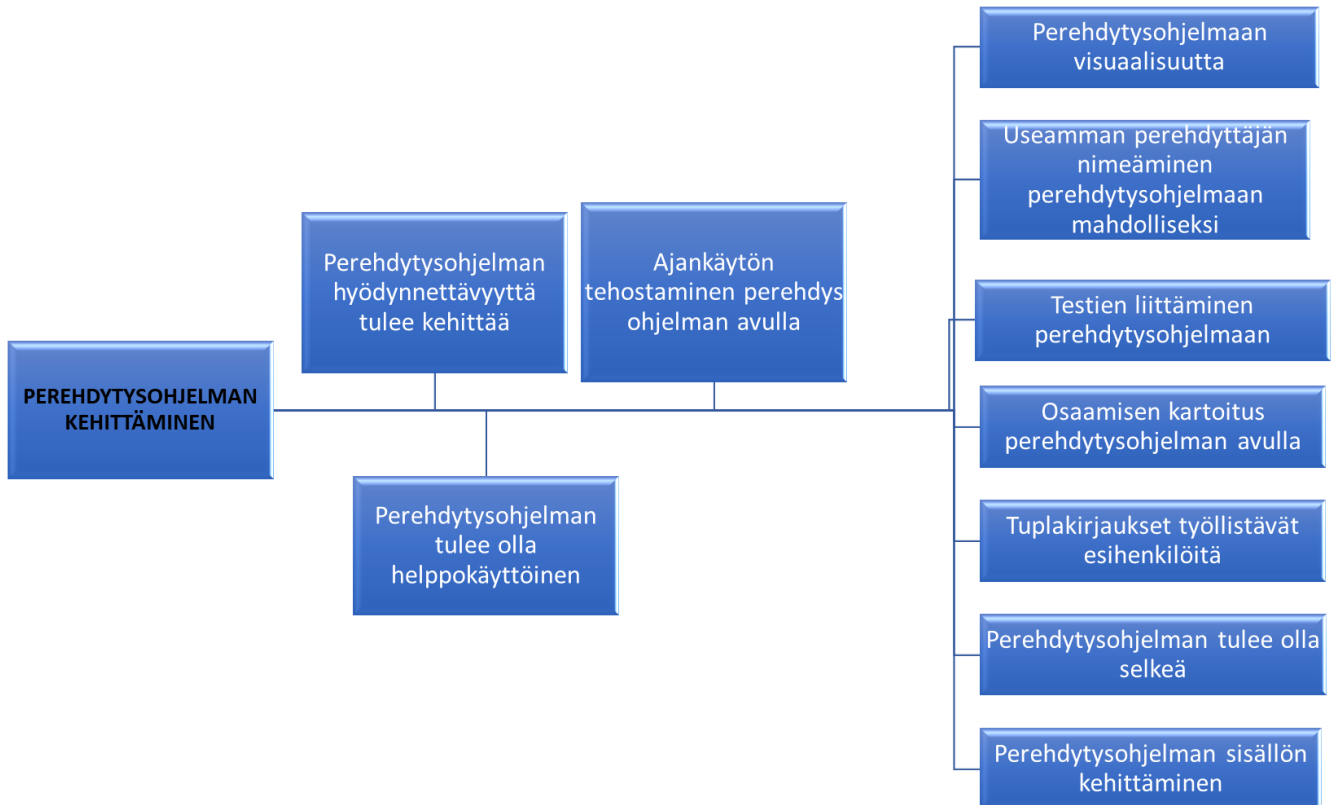 PEREHDYTYSOHJELMAN
KEHITTÄMINEN
Perehdytysohjelman
hyödynnettävyyttä
tulee kehittää
Perehdytysohjelman
tulee olla
helppokäyttöinen
Ajankäytön
tehostaminen perehdys
ohjelman avulla
Perehdytysohjelmaan
visuaalisuutta
Useamman perehdyttäjän
nimeäminen
perehdytysohjelmaan
mahdolliseksi
Testien liittäminen
perehdytysohjelmaan
Osaamisen kartoitus
perehdytysohjelman avulla
Tuplakirjaukset työllistävät
esihenkilöitä
Perehdytysohjelman tulee olla
selkeä
Perehdytysohjelman sisällön
kehittäminen